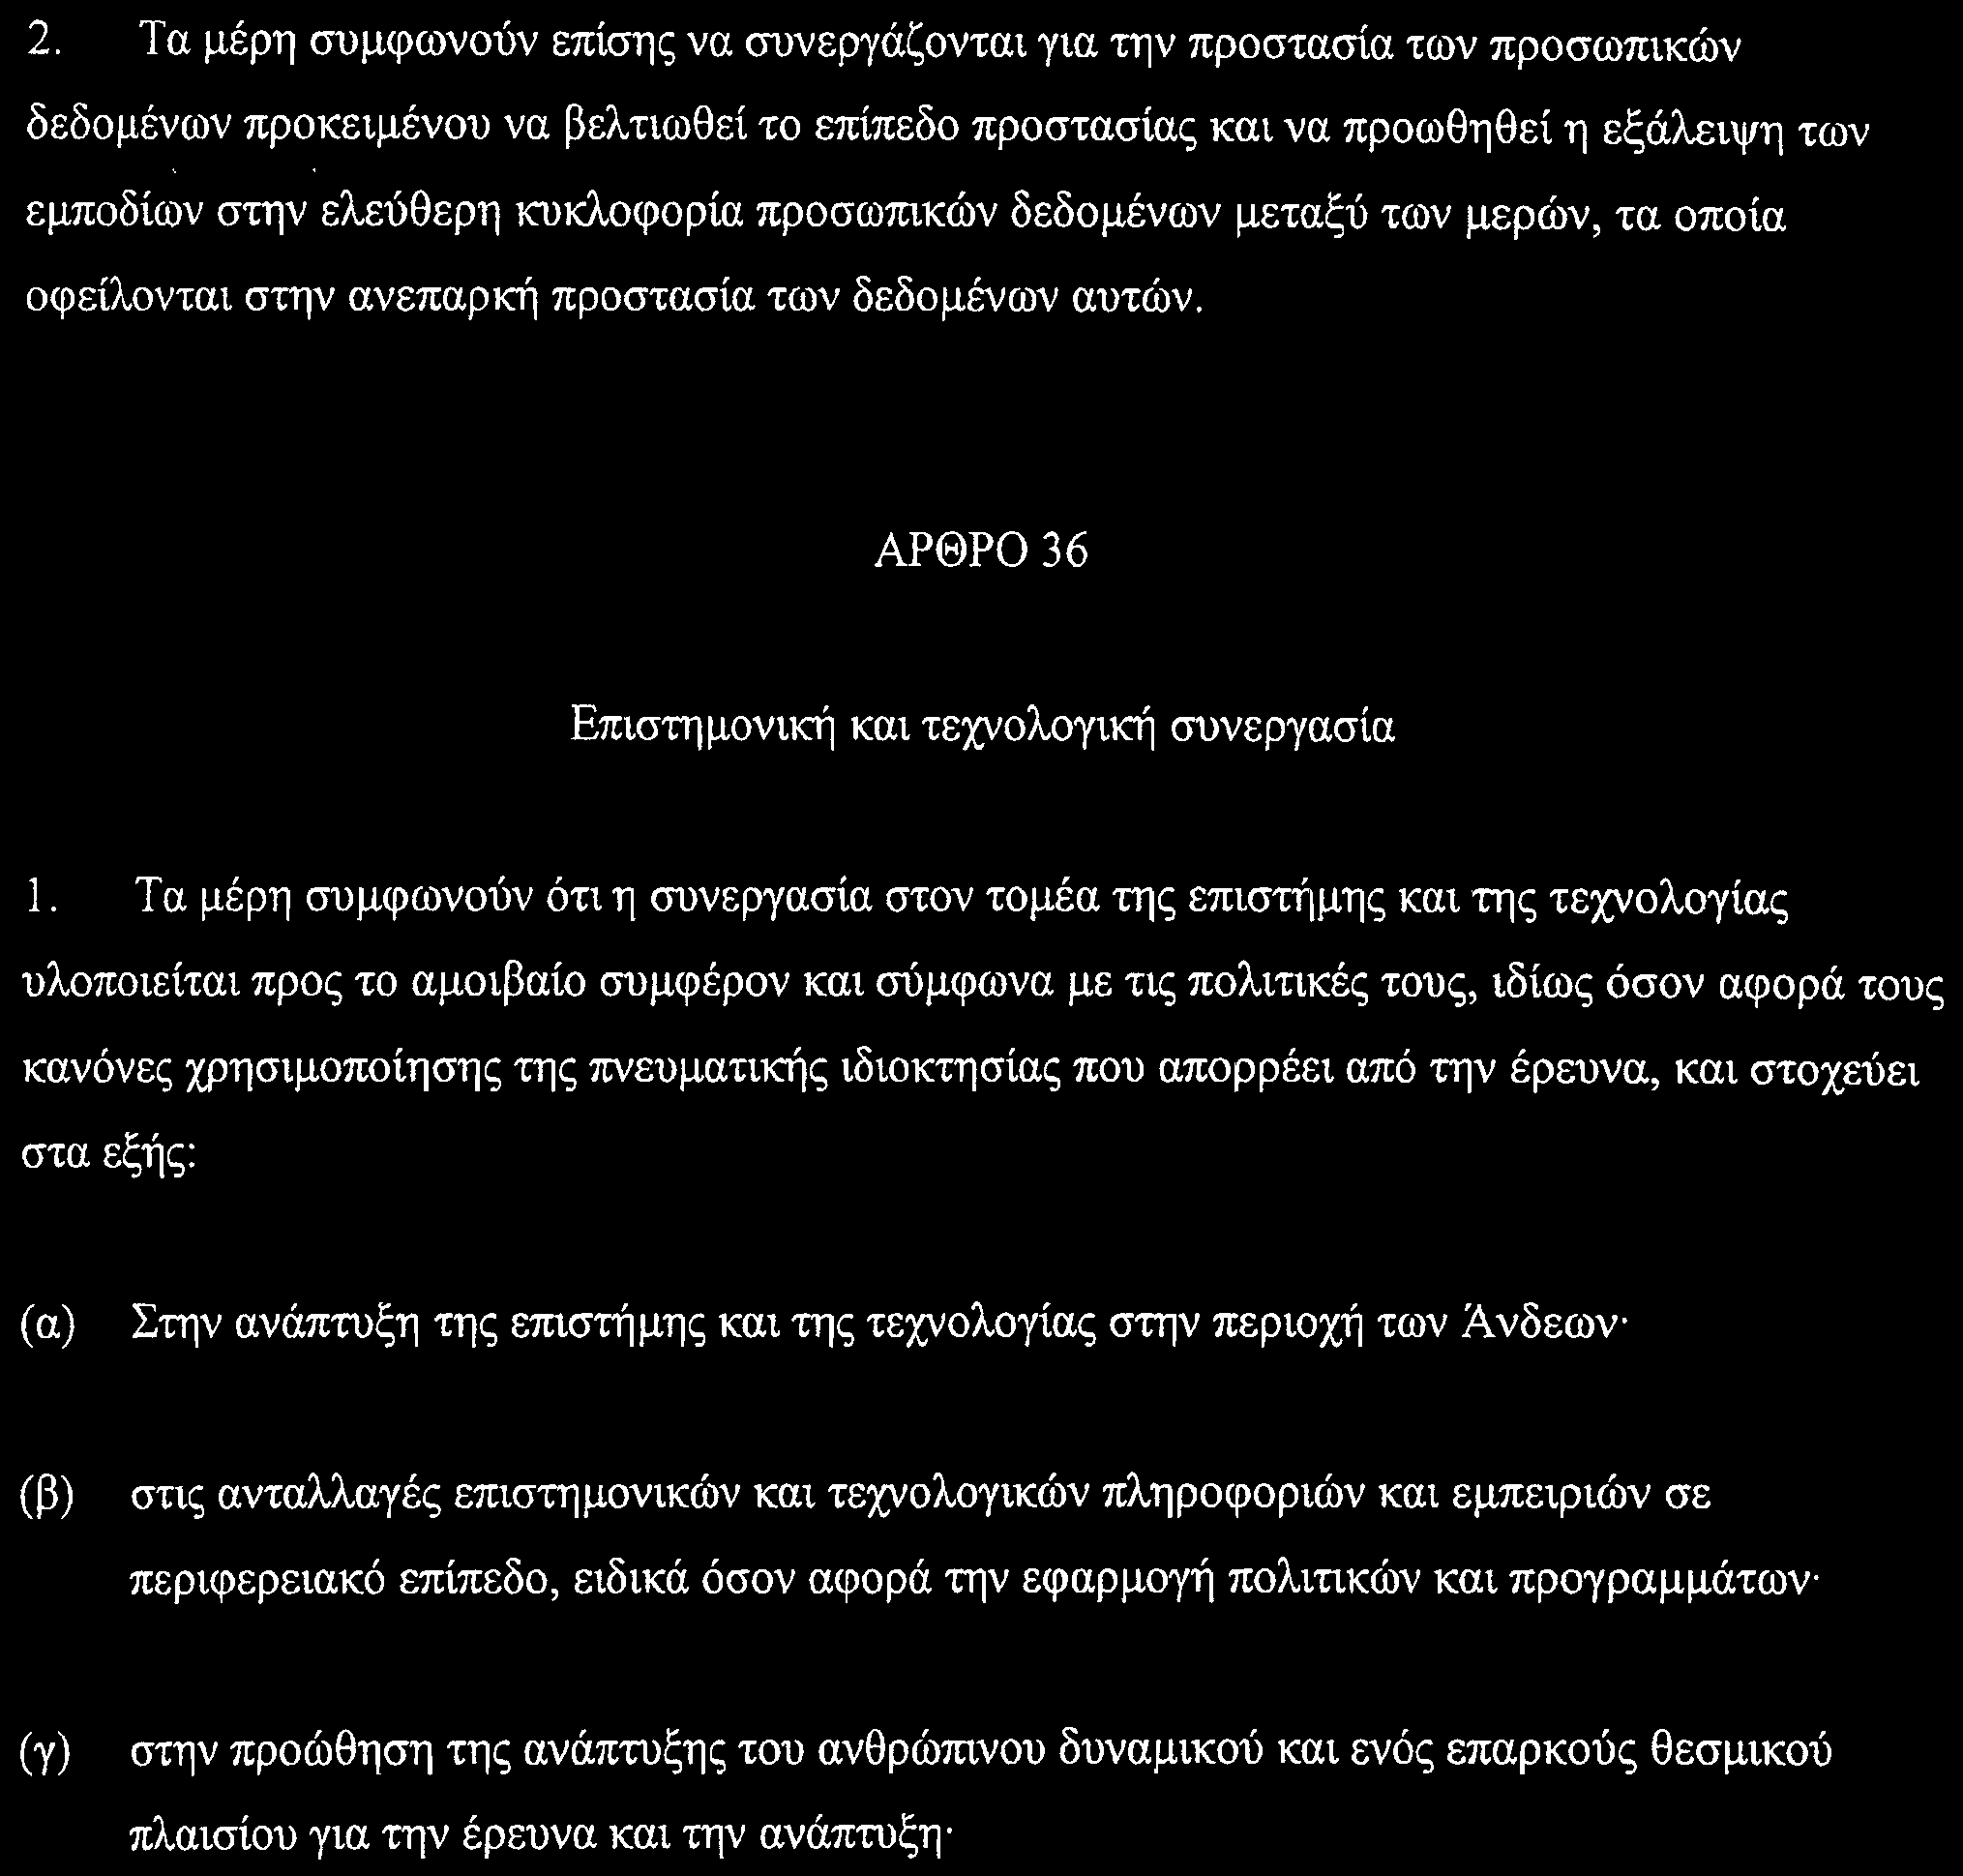 2. Τα μέρη συμφωνούν επίσης να συνεργάζονται για την προστασία των προσωπικών
δεδομένων προκειμένου να βελτιωθεί το επίπεδο προστασίας και να προωθηθεί η εξάλειψη των
εμποδίων στην ελεύθερη κυκλοφορία προσωπικών δεδομένων μεταξύ των μερών, τα οποία
οφείλονται στην ανεπαρκή προστασία των δεδομένων αυτών.
ΑΡΘΡΟ 36
Επιστημονική και τεχνολογική συνεργασία
1. Τα μέρη συμφωνούν ότι η συνεργασία στον τομέα της επιστήμης και της τεχνολογίας
υλοποιείται προς το αμοιβαίο συμφέρον και σύμφωνα με τις πολιτικές τους, ιδίως όσον αφορά τους
κανόνες χρησιμοποίησης της πνευματικής ιδιοκτησίας που απορρέει από την έρευνα, και στοχεύει
στα εξής:
(α) Στην ανάπτυξη της επιστήμης και της τεχνολογίας στην περιοχή των Άνδεων·
(β) στις ανταλλαγές επιστημονικών και τεχνολογικών πληροφοριών και εμπειριών σε
περιφερειακό επίπεδο, ειδικά όσον αφορά την εφαρμογή πολιτικών και προγραμμάτων·
(γ) στην προώθηση της ανάπτυξης του ανθρώπινου δυναμικού και ενός επαρκούς θεσμικού
πλαισίου για την έρευνα και την ανάπτυξη·